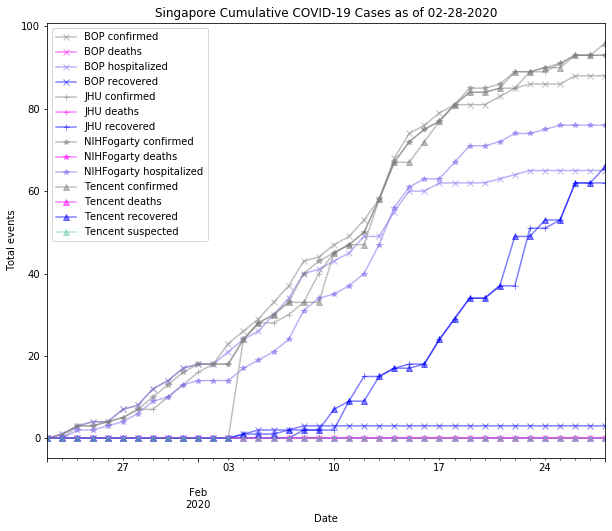 Singapore Cumulative COVID-19 Cases as of 02-28-2020
100
80
60
40
20
0
Total events
BOP confirmed
BOP deaths
BOP hospitalized
BOP recovered
JHU confirmed
JHU deaths
JHU recovered
NIHFogarty confirmed
NIHFogarty deaths
NIHFogarty hospitalized
Tencent confirmed
Tencent deaths
Tencent recovered
Tencent suspected
27 03 10 17 24
Feb
2020
Date